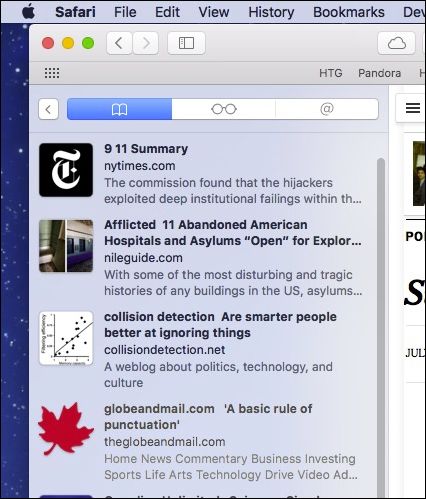 Safari File Edit View History Bookmarks
HTG Pandora
@
9 11 Summary
nytimes.com
The commission found that the hijackers
exploited deep institutional failings within th...
Afflicted 11 Abandoned American
Hospitals and Asylums “Open” for Explor...
nileguide.com
With some of the most disturbing and tragic
histories of any buildings in the US, asylums...
collision detection Are smarter people
better at ignoring things
collisiondetection.net
A weblog about politics, technology, and
culture
globeandmail.com 'A basic rule of
punctuation'
theglobeandmail.com
Home News Commentary Business Investing
Sports Life Arts Technology Drive Video Ad...